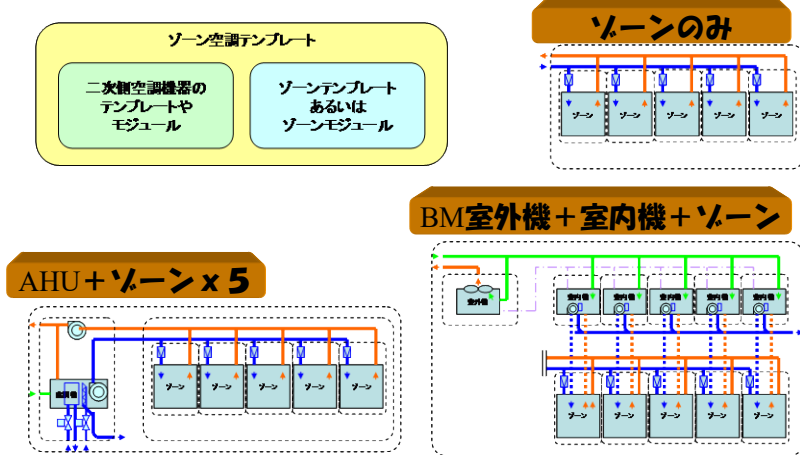 ゾーン空調テンプレート
二次側空調機器の
テンプレートや
モジュール
ゾーンテンプレート
あるいは
ゾーンモジュール
ゾーンのみ
ゾーン
ゾーン
ゾーン
ゾーン
ゾーン
BM室外機＋室内機＋ゾーン
室外機
室内機
室内機
室内機
室内機
室内機
ゾーン
ゾーン
ゾーン
ゾーン
ゾーン
AHU＋ゾーンx5
空調機
ゾーン
ゾーン
ゾーン
ゾーン
ゾーン